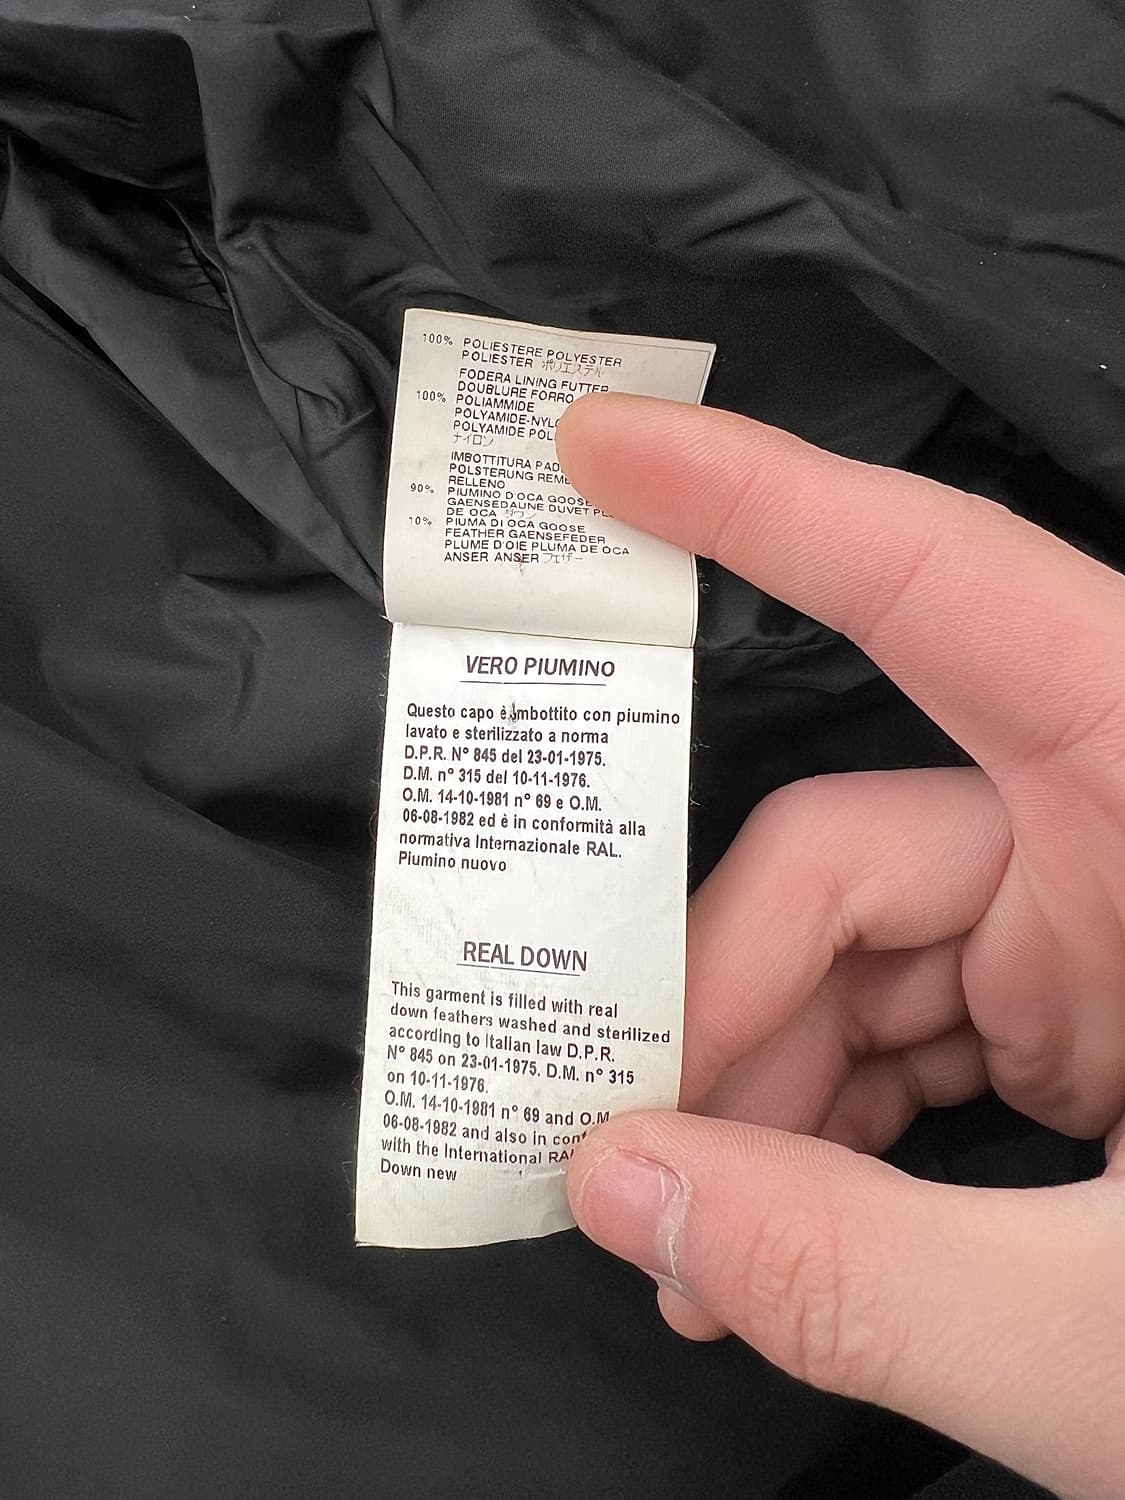 100% POLIESTERE POLYESTER
POLIESTER ポリエステル
FODERA LINING FUTTER
DOUBLURE FORRO
100% POLIAMMIDE
POLYAMIDE-NYLO
POLYAMIDE POLI
ナイロン
IMBOTTITURA PAD
POLSTERUNG REMB
RELLENO
90% PIUMINO D'OCA GOOSE
GAENSEDAUNE DUVET PL
DE OCA ダウン
10% PIUMA DI OCA GOOSE
FEATHER GAENSEFEDER
PLUME D'OIE PLUMA DE OCA
ANSER ANSER フェザー
VERO PIUMINO
Questo capo è imbottito con piumino
lavato e sterilizzato a norma
D.P.R. N° 845 del 23-01-1975.
D.M. n° 315 del 10-11-1976.
O.M. 14-10-1981 n° 69 e O.M.
06-08-1982 ed è in conformità alla
normativa Internazionale RAL.
Piumino nuovo
REAL DOWN
This garment is filled with real
down feathers washed and sterilized
according to Italian law D.P.R.
N° 845 on 23-01-1975. D.M. n° 315
on 10-11-1976.
O.M. 14-10-1981 n° 69 and O.M.
06-08-1982 and also in conf
with the International RAL
Down new